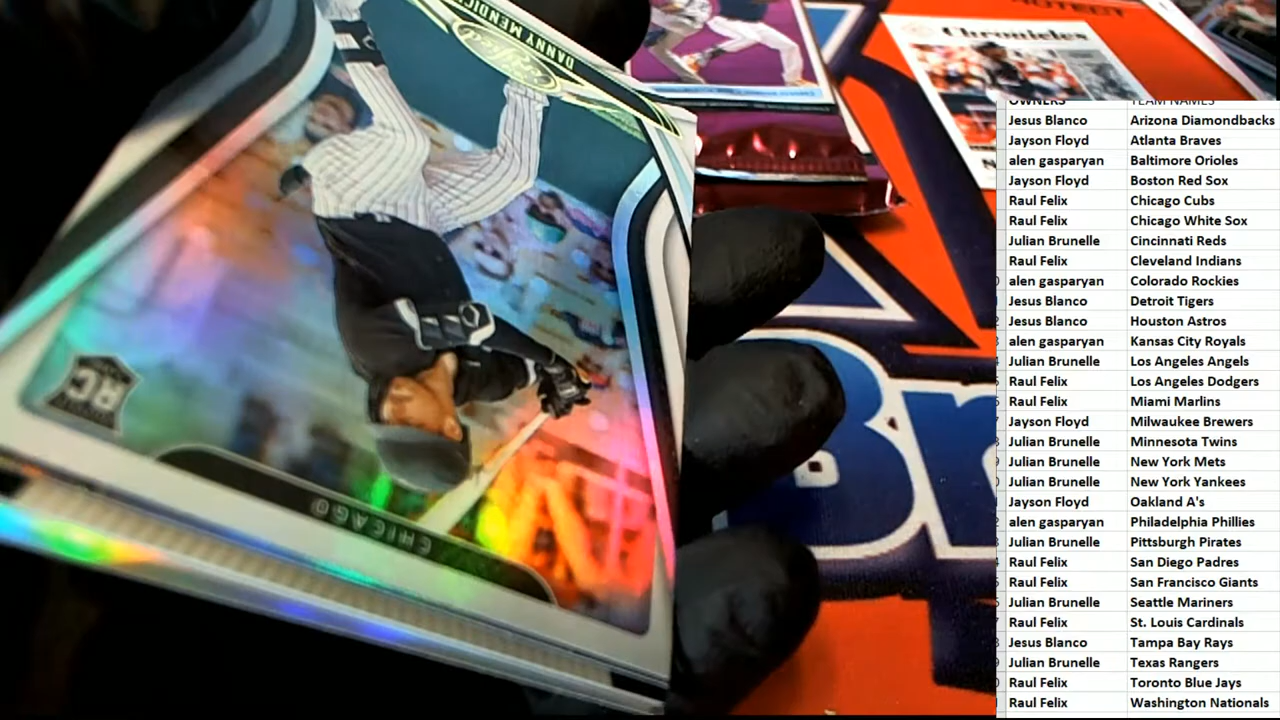 DANNY MENDIC
RC
CHICAGO
PROTECT
Chronicles
OWNERS TEAM NAMES
Jesus Blanco Arizona Diamondbacks
Jayson Floyd Atlanta Braves
alen gasparyan Baltimore Orioles
Jayson Floyd Boston Red Sox
Raul Felix Chicago Cubs
Raul Felix Chicago White Sox
Julian Brunelle Cincinnati Reds
Raul Felix Cleveland Indians
alen gasparyan Colorado Rockies
Jesus Blanco Detroit Tigers
Jesus Blanco Houston Astros
alen gasparyan Kansas City Royals
Julian Brunelle Los Angeles Angels
Raul Felix Los Angeles Dodgers
Raul Felix Miami Marlins
Jayson Floyd Milwaukee Brewers
Julian Brunelle Minnesota Twins
Julian Brunelle New York Mets
Julian Brunelle New York Yankees
Jayson Floyd Oakland A's
alen gasparyan Philadelphia Phillies
Julian Brunelle Pittsburgh Pirates
Raul Felix San Diego Padres
Raul Felix San Francisco Giants
Julian Brunelle Seattle Mariners
Raul Felix St. Louis Cardinals
Jesus Blanco Tampa Bay Rays
Julian Brunelle Texas Rangers
Raul Felix Toronto Blue Jays
Raul Felix Washington Nationals